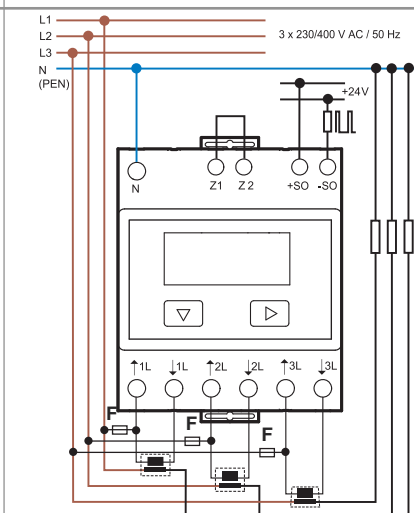 L1
L2
L3
N
(PEN)
3 x 230/400 V AC / 50 Hz
+24V
N
Z1
Z 2
+SO
-SO
↑1L
↓1L
↑2L
↓2L
↑3L
↓3L
F
F
F